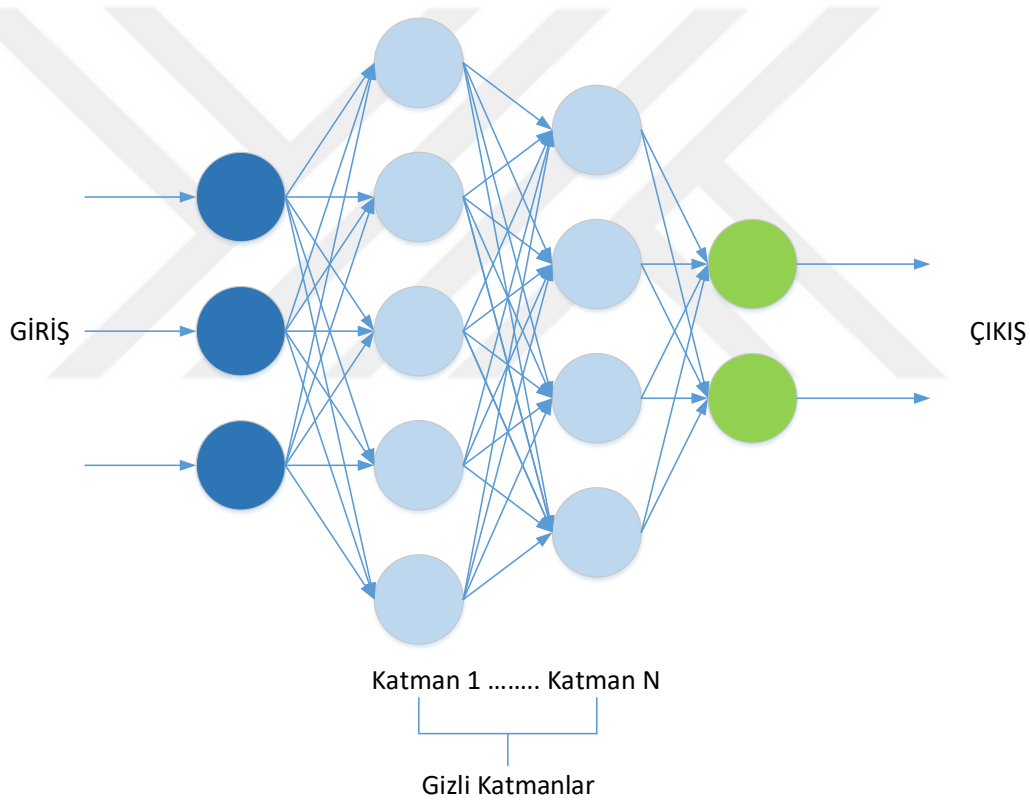 GİRİŞ
ÇIKIŞ
Katman 1 ........ Katman N
Gizli Katmanlar